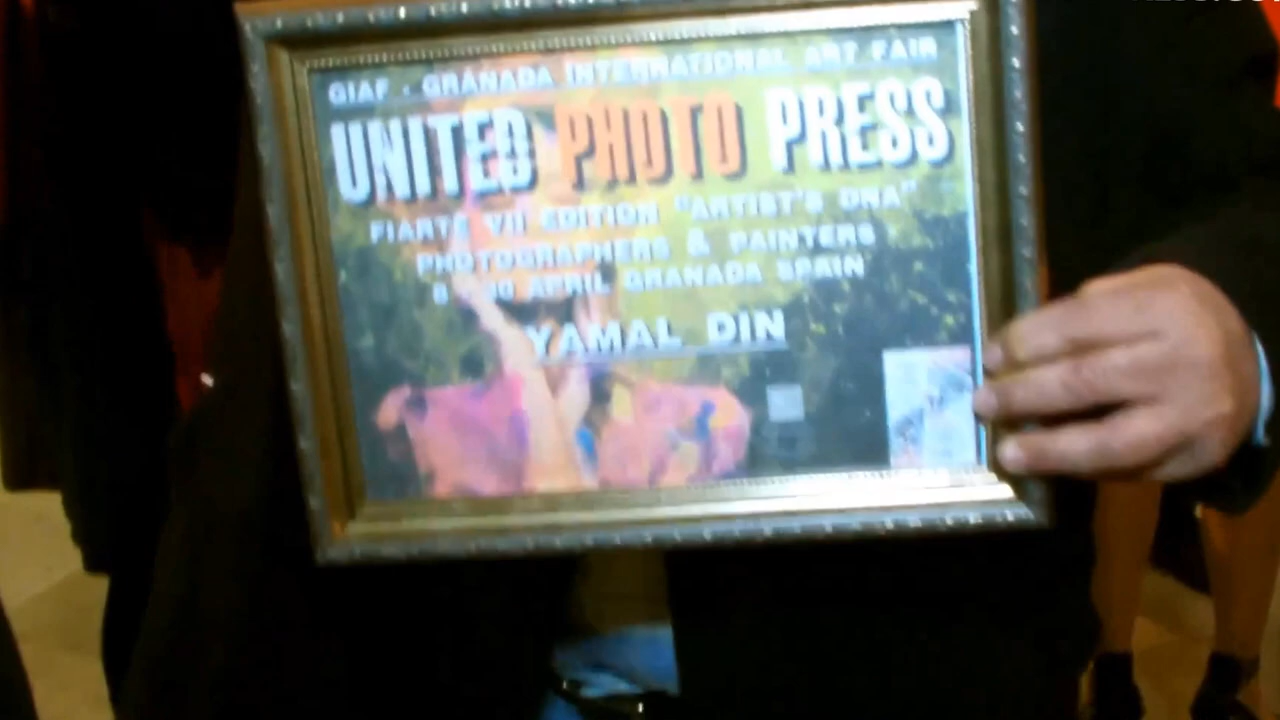 GIAF - GRANADA INTERNATIONAL ART FAIR
UNITED PHOTO PRESS
FIARTE VII EDITION "ARTIST'S DNA"
PHOTOGRAPHERS & PAINTERS
APRIL GRANADA SPAIN
YAMAL DIN